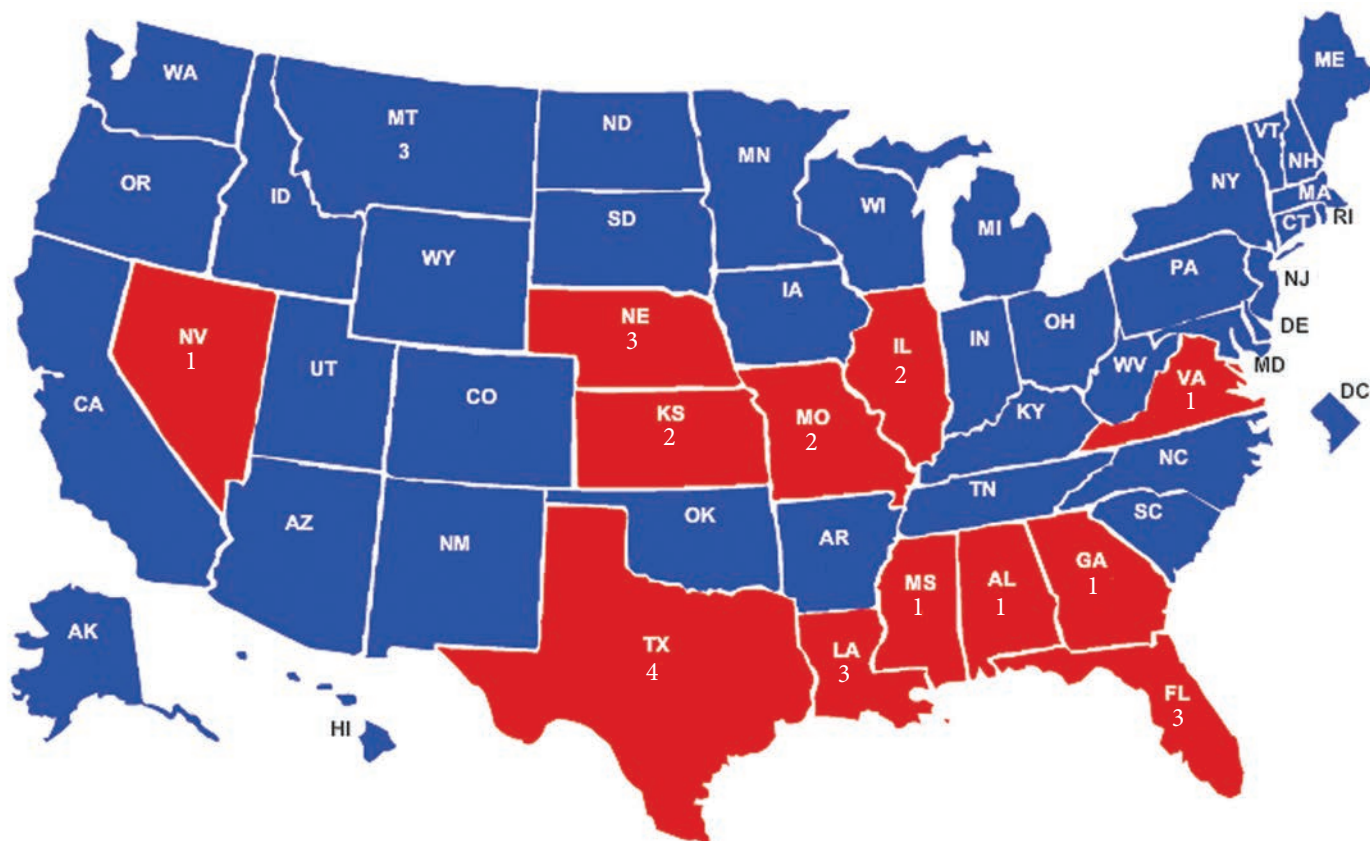 WA
MT
3
ND
MN
ME
VT
NH
OR
ID
SD
WI
MI
NY
MA
CT
RI
WY
IA
PA
NJ
NV
1
NE
3
IL
2
IN
OH
DE
UT
CO
WV
VA
1
MD
CA
KS
2
MO
2
KY
DC
AZ
NM
OK
AR
TN
NC
SC
AK
MS
1
AL
1
GA
1
TX
4
LA
3
FL
3
HI